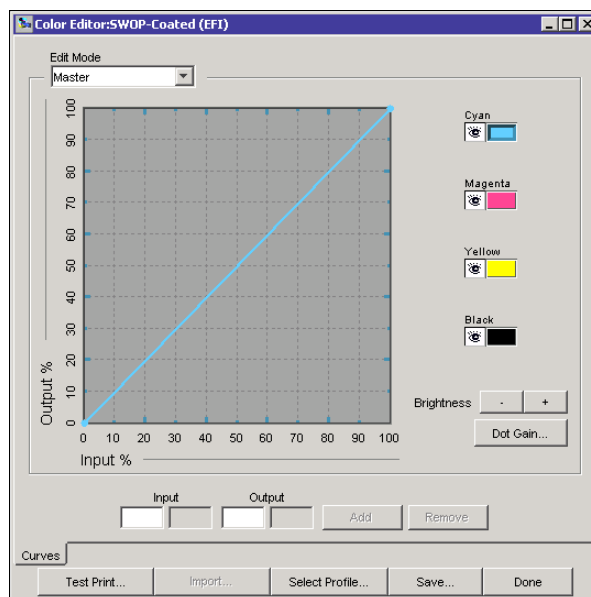 Color Editor:SWOP-Coated (EFI)
Edit Mode
Master
100
90
80
70
60
50
40
30
20
10
0
Output %
0 10 20 30 40 50 60 70 80 90 100
Input %
Cyan
Magenta
Yellow
Black
Brightness - +
Dot Gain...
Input Output
Add Remove
Curves
Test Print... Import... Select Profile... Save... Done